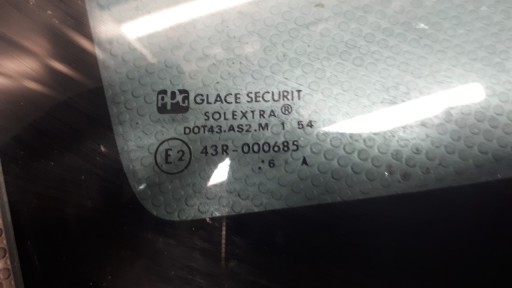 PPG GLACE SECURIT
SOLEXTRA®
DOT43.AS2.M 1 54
E2 43R-000685
. 6 A